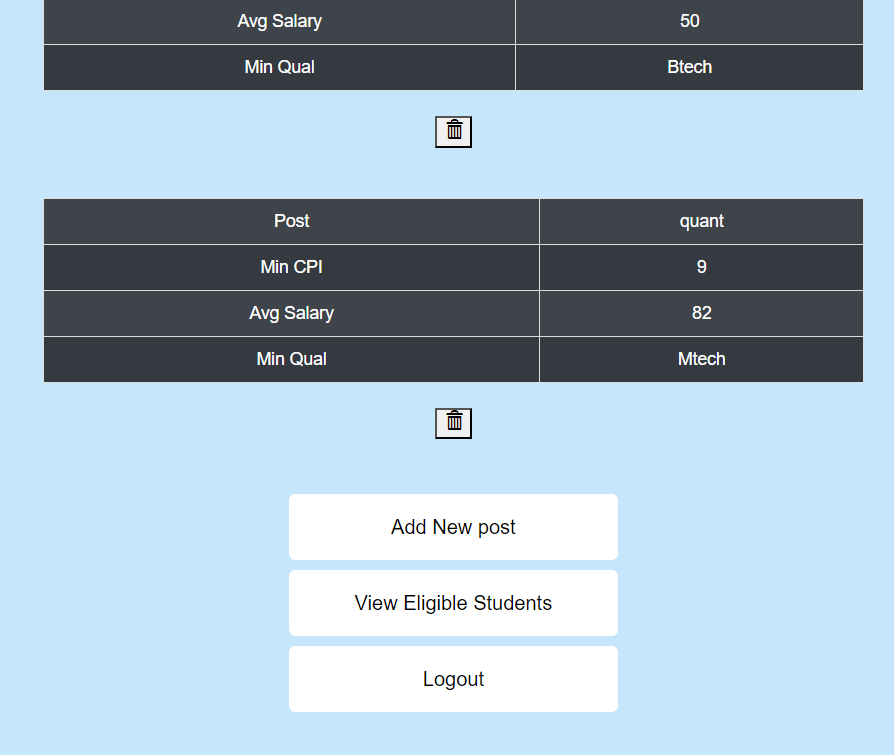 Avg Salary 50
Min Qual Btech
Post quant
Min CPI 9
Avg Salary 82
Min Qual Mtech
Add New post
View Eligible Students
Logout